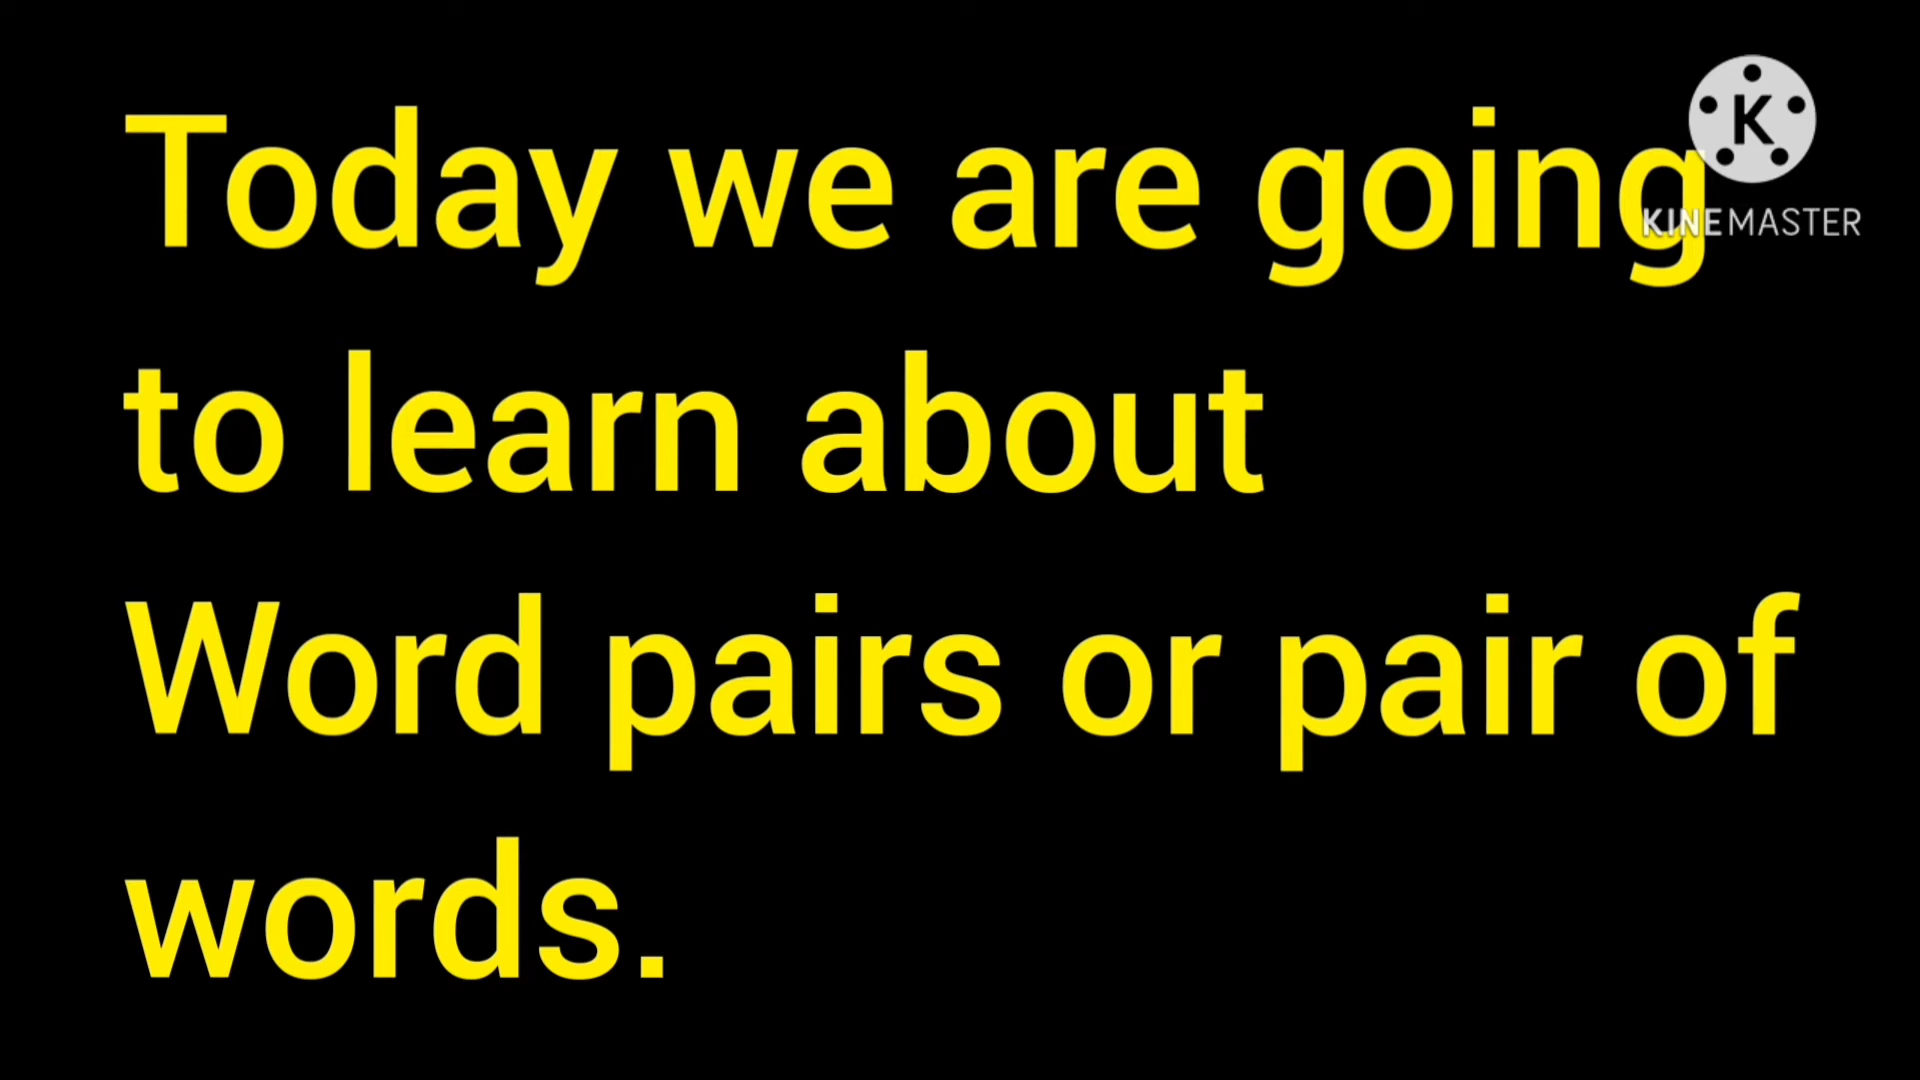 Today we are going
K
KINEMASTER
to learn about
Word pairs or pair of
words.